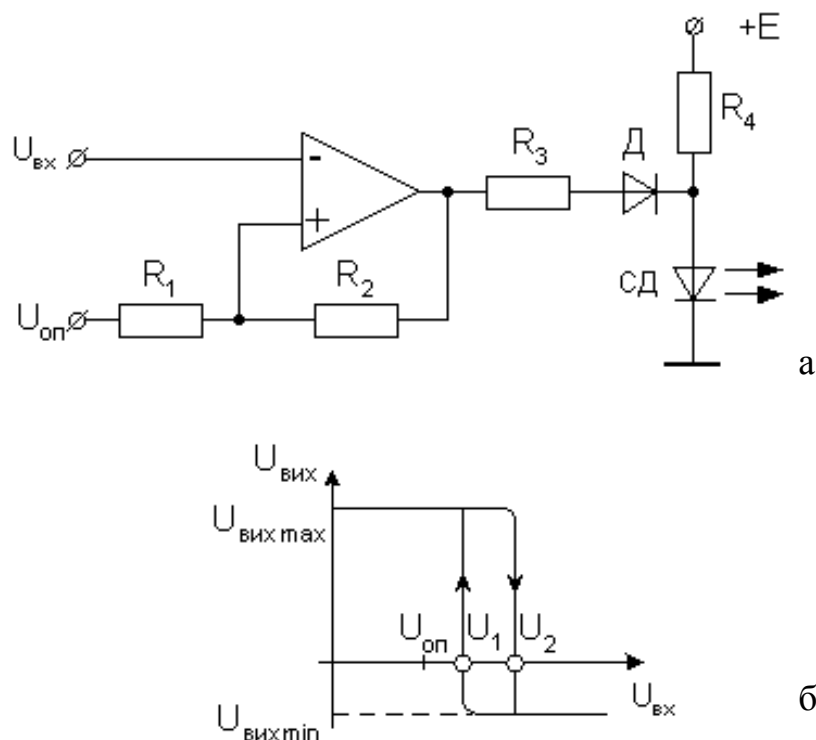 +E
R4
Uвх
-
R3
Д
+
R1
R2
СД
Uоп
а
Uвих
Uвих max
Uоп
U1
U2
Uвх
Uвих min
б